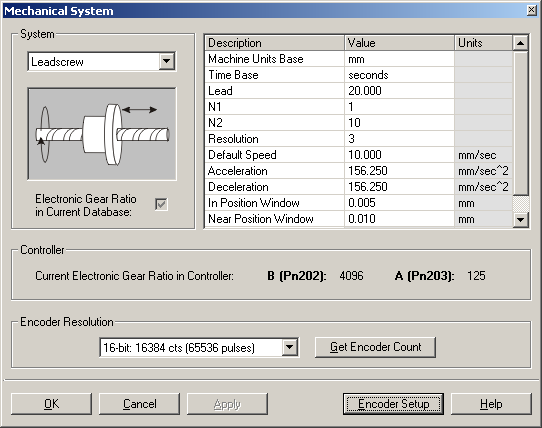 Mechanical System
System
Leadscrew
Electronic Gear Ratio
in Current Database:
Description Value Units
Machine Units Base mm
Time Base seconds
Lead 20.000
N1 1
N2 10
Resolution 3
Default Speed 10.000 mm/sec
Acceleration 156.250 mm/sec^2
Deceleration 156.250 mm/sec^2
In Position Window 0.005 mm
Near Position Window 0.010 mm
Controller
Current Electronic Gear Ratio in Controller: B (Pn202): 4096 A (Pn203): 125
Encoder Resolution
16-bit: 16384 cts (65536 pulses) Get Encoder Count
OK Cancel Apply Encoder Setup Help